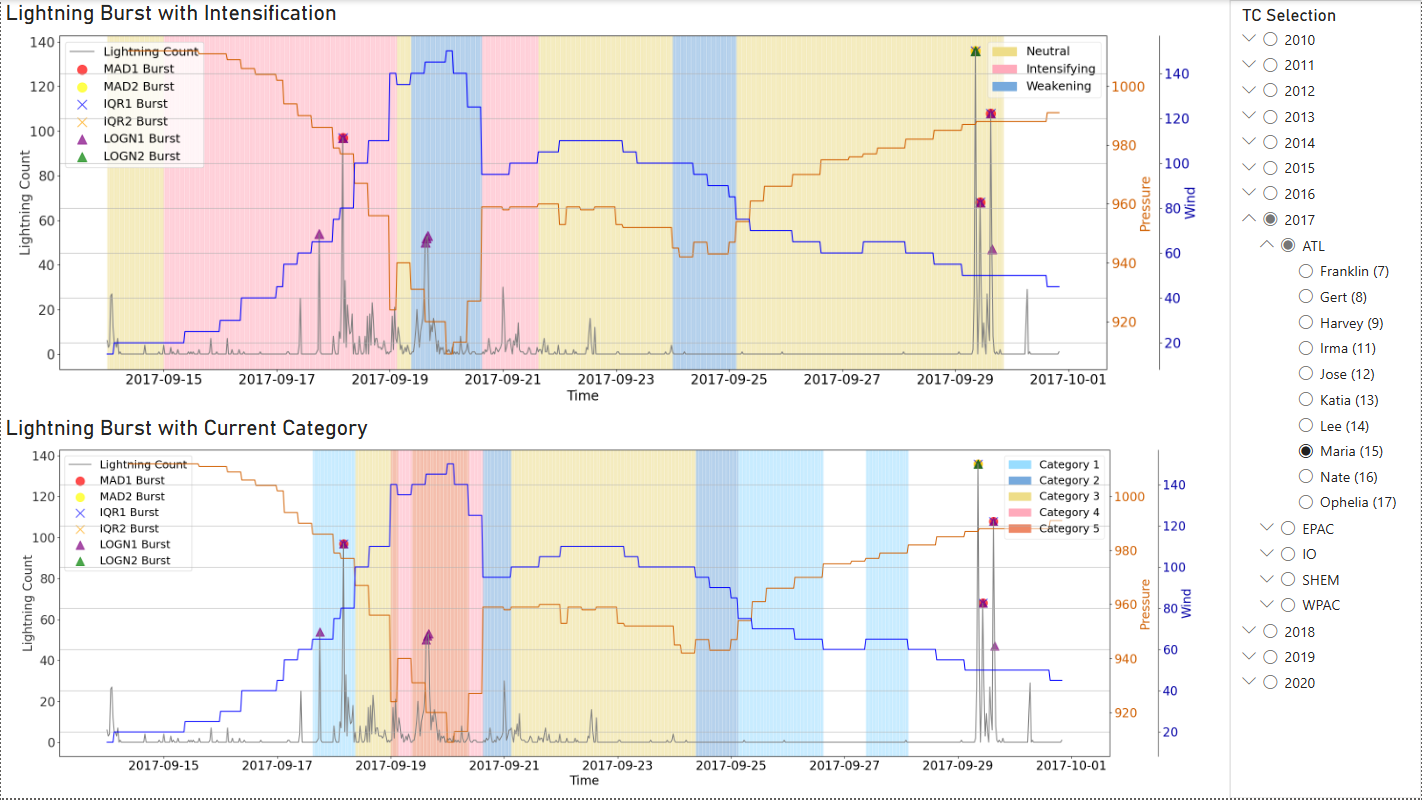 Lightning Burst with Intensification
140
120
100
80
60
40
20
0
Lightning Count
Lightning Count
MAD1 Burst
MAD2 Burst
IQR1 Burst
IQR2 Burst
LOGN1 Burst
LOGN2 Burst
Neutral
Intensifying
Weakening
1000
980
960
940
920
Pressure
140
120
100
80
60
40
20
Wind
2017-09-15
2017-09-17
2017-09-19
2017-09-21
2017-09-23
2017-09-25
2017-09-27
2017-09-29
2017-10-01
Time
Lightning Burst with Current Category
140
120
100
80
60
40
20
0
Lightning Count
Lightning Count
MAD1 Burst
MAD2 Burst
IQR1 Burst
IQR2 Burst
LOGN1 Burst
LOGN2 Burst
Category 1
Category 2
Category 3
Category 4
Category 5
1000
980
960
940
920
Pressure
140
120
100
80
60
40
20
Wind
2017-09-15
2017-09-17
2017-09-19
2017-09-21
2017-09-23
2017-09-25
2017-09-27
2017-09-29
2017-10-01
Time
TC Selection
2010
2011
2012
2013
2014
2015
2016
2017
ATL
Franklin (7)
Gert (8)
Harvey (9)
Irma (11)
Jose (12)
Katia (13)
Lee (14)
Maria (15)
Nate (16)
Ophelia (17)
EPAC
IO
SHEM
WPAC
2018
2019
2020